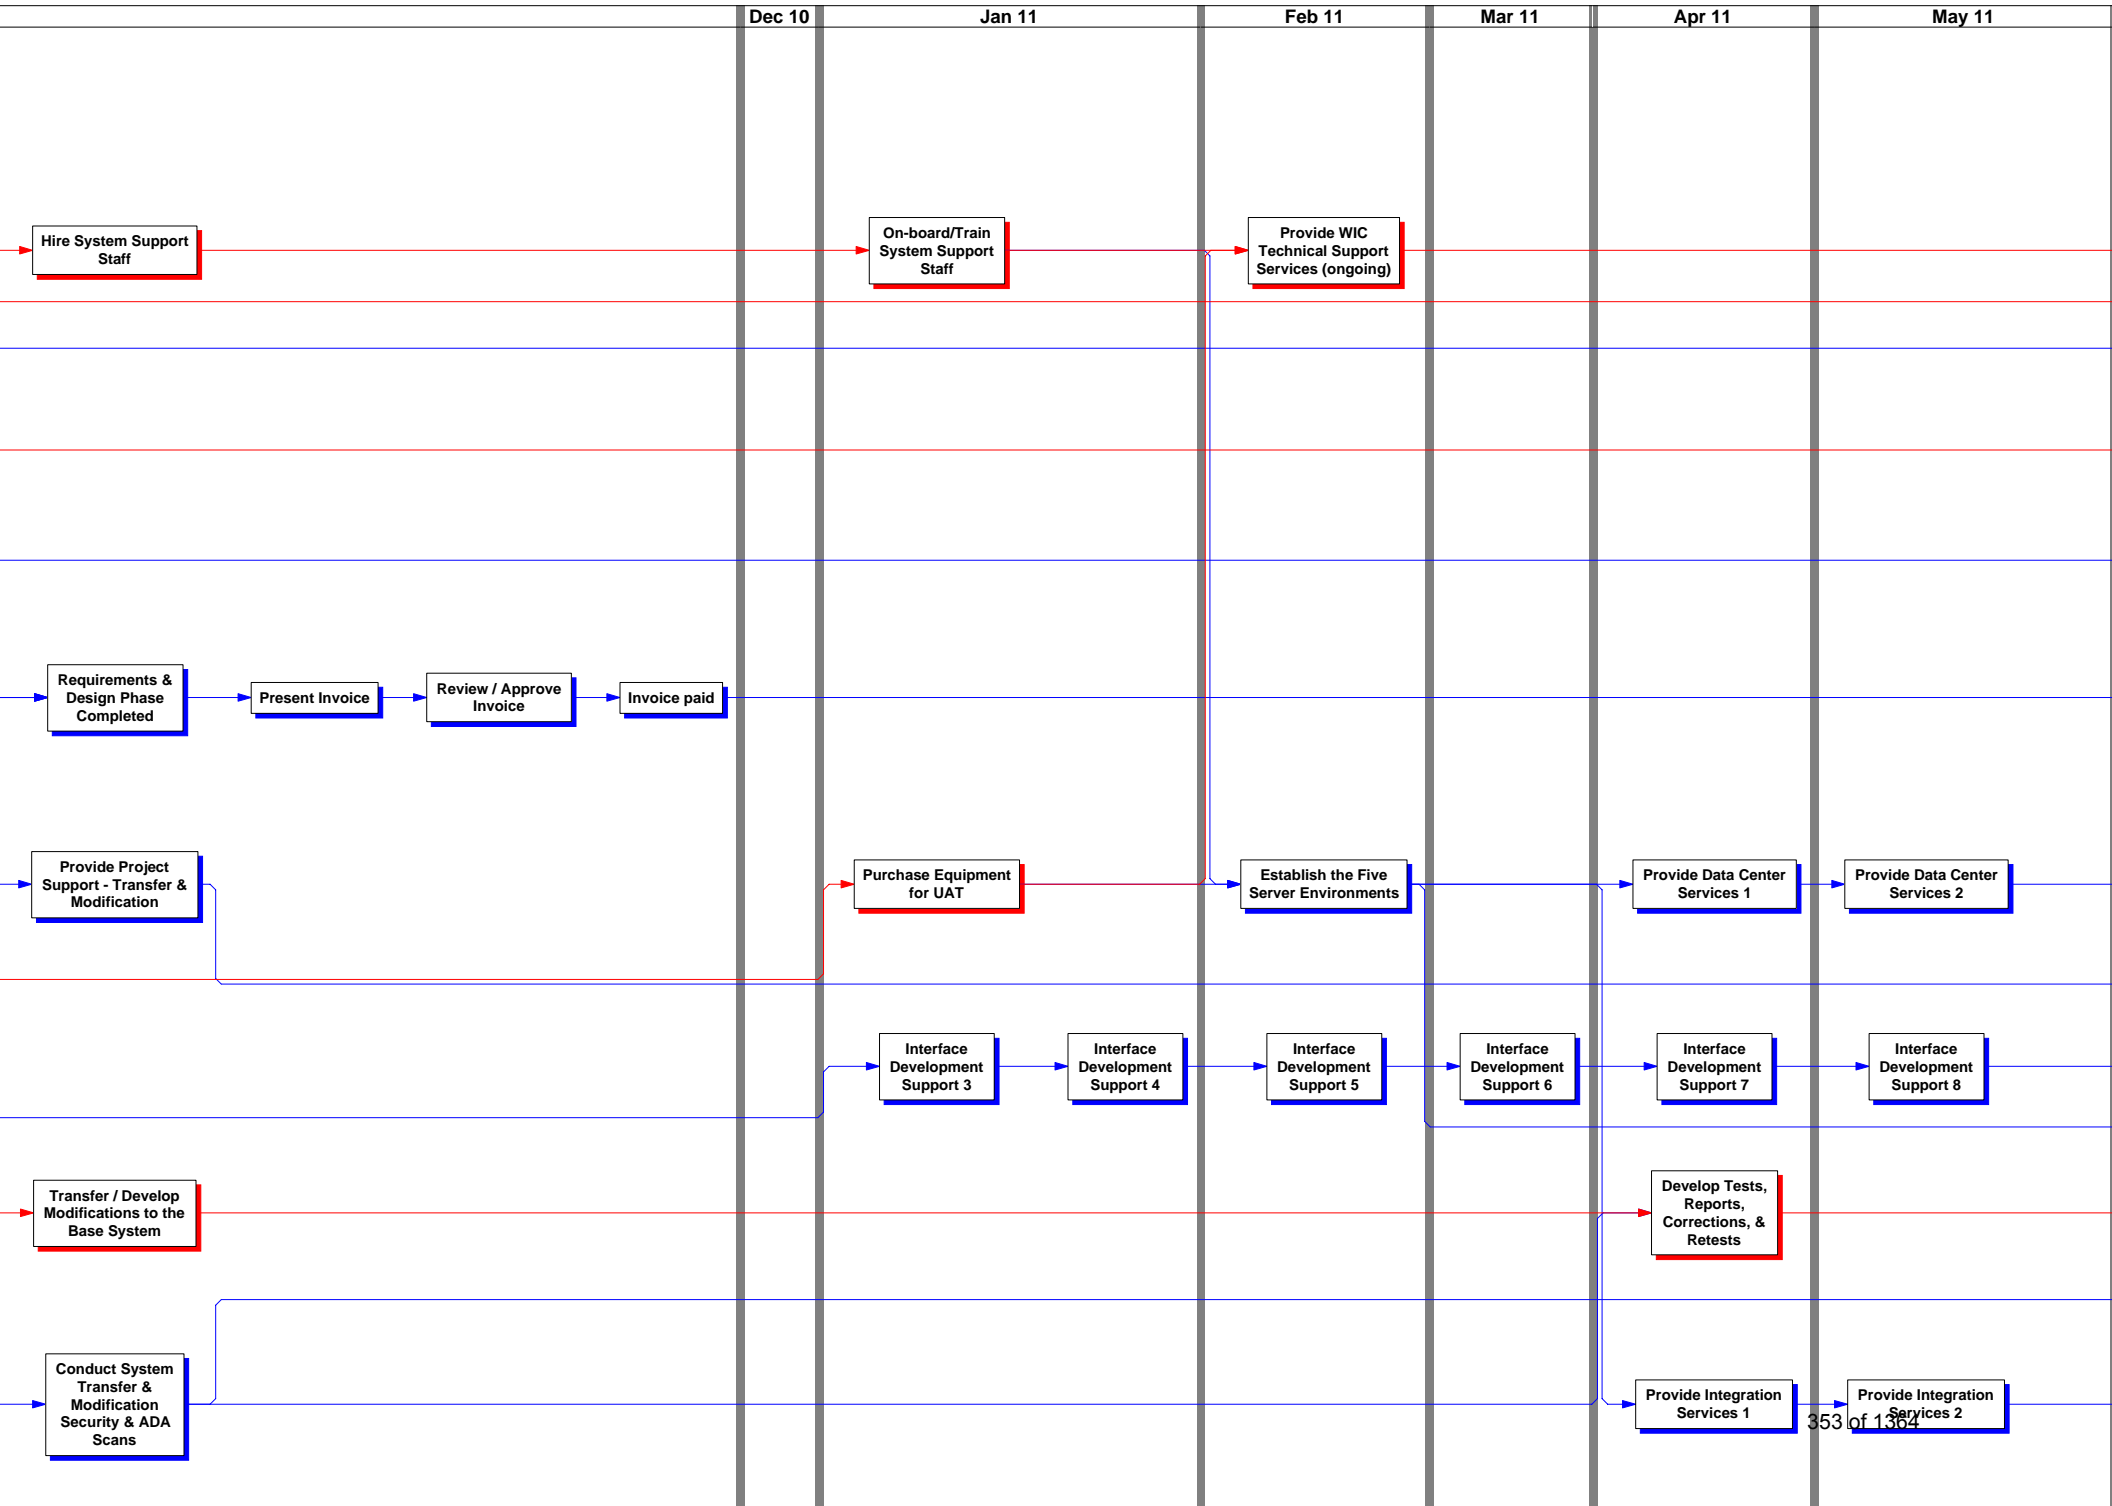 Dec 10
Jan 11
Feb 11
Mar 11
Apr 11
May 11
Hire System Support
Staff
On-board/Train
System Support
Staff
Provide WIC
Technical Support
Services (ongoing)
Requirements &
Design Phase
Completed
Present Invoice
Review / Approve
Invoice
Invoice paid
Provide Project
Support - Transfer &
Modification
Purchase Equipment
for UAT
Establish the Five
Server Environments
Provide Data Center
Services 1
Provide Data Center
Services 2
Interface
Development
Support 3
Interface
Development
Support 4
Interface
Development
Support 5
Interface
Development
Support 6
Interface
Development
Support 7
Interface
Development
Support 8
Transfer / Develop
Modifications to the
Base System
Develop Tests,
Reports,
Corrections, &
Retests
Conduct System
Transfer &
Modification
Security & ADA
Scans
Provide Integration
Services 1
Provide Integration
Services 2
353 of 1364